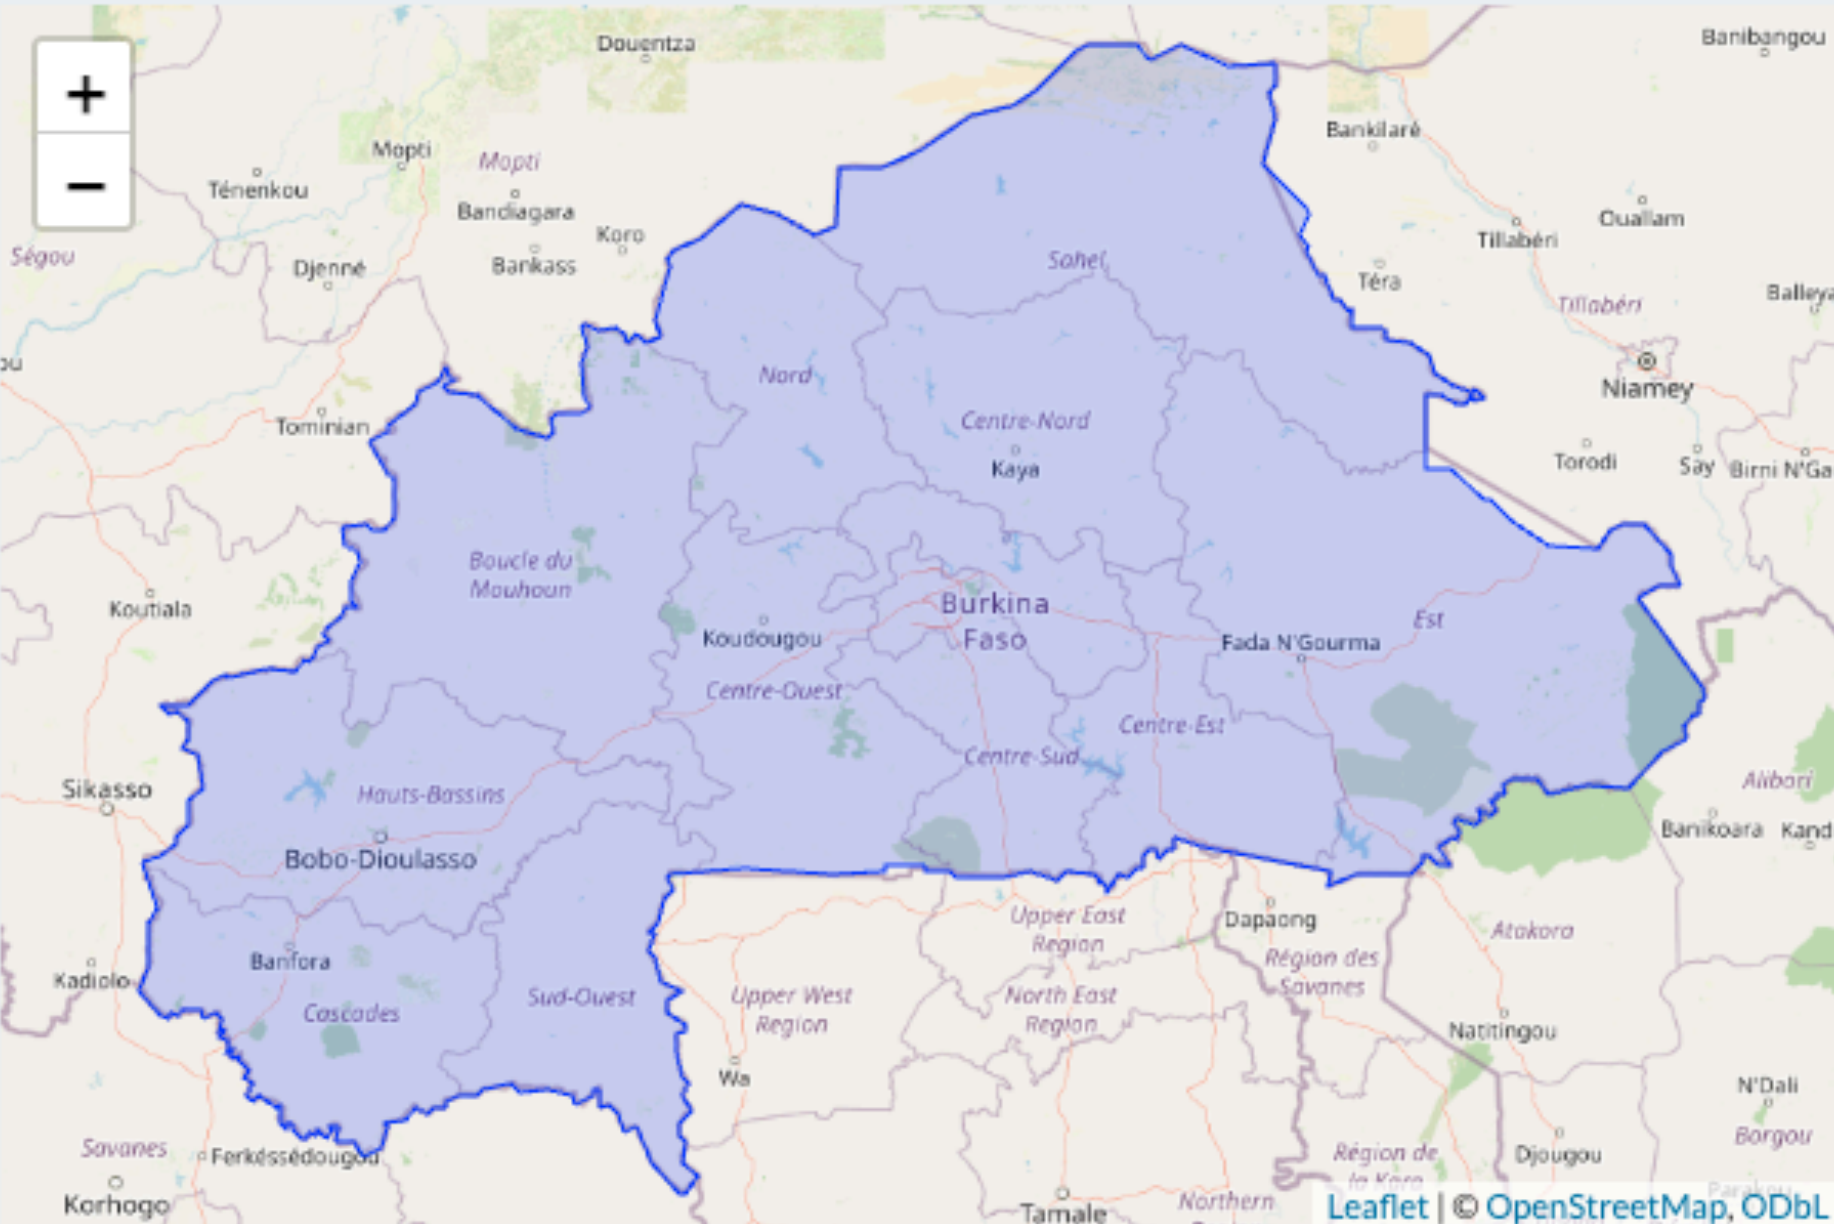 +
−
Douentza
Banibangou
Bankilaré
Mopti
Mopti
Ténenkou
Bandiagara
Ouallam
Koro
Tillabéri
Ségou
Djenné
Bankass
Sahel
Téra
Balleya
Tillabéri
Nord
Niamey
Centre-Nord
Tominian
Kaya
Torodi
Say
Birni N'Ga
Boucle du
Mouhoun
Koutiala
Burkina
Faso
Koudougou
Fada N'Gourma
Est
Centre-Ouest
Centre-Est
Centre-Sud
Sikasso
Hauts-Bassins
Alibori
Banikoara
Kand
Bobo-Dioulasso
Upper East
Region
Dapaong
Atakora
Banfora
Kadiolo
Région des
Savanes
Sud-Ouest
Upper West
Region
North East
Region
Cascades
Natitingou
Wa
N'Dali
Savanes
Ferkéssédougou
Borgou
Région de
la Kara
Djougou
Korhogo
Tamale
Northern
Parakou
Leaflet | © OpenStreetMap, ODbL